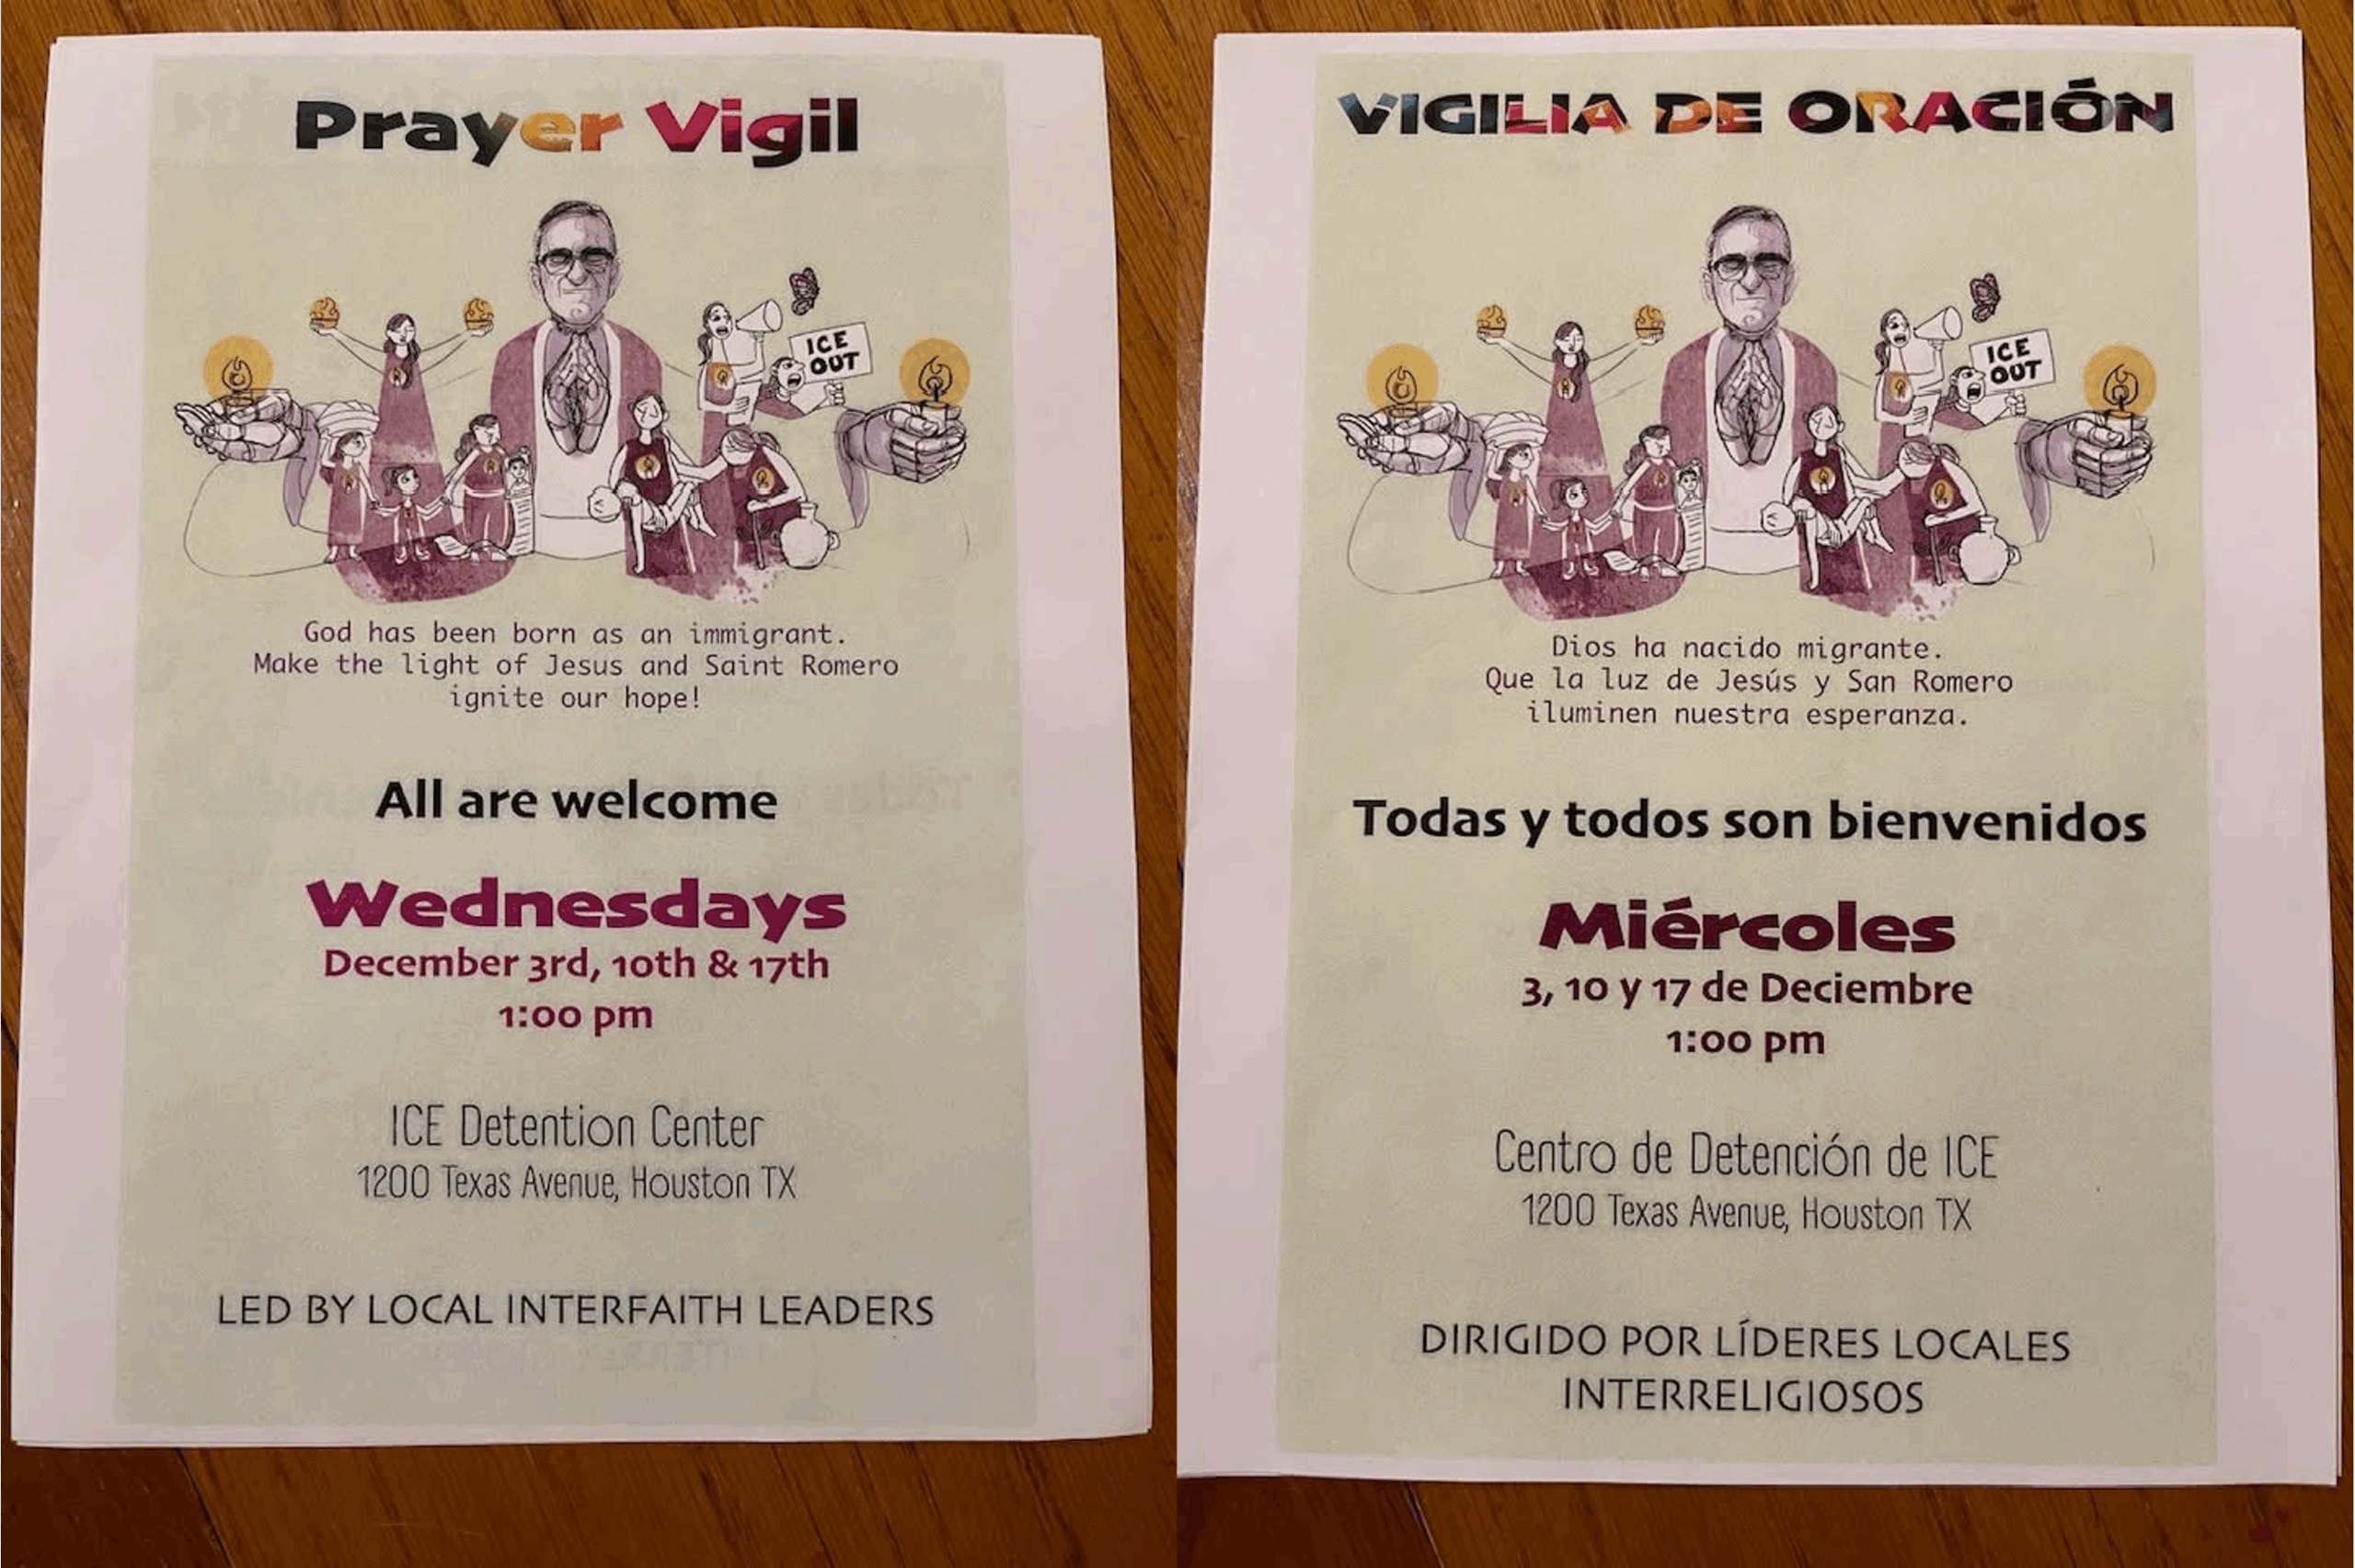 Prayer Vigil
ICE
OUT
God has been born as an immigrant.
Make the light of Jesus and Saint Romero
ignite our hope!
All are welcome
Wednesdays
December 3rd, 10th & 17th
1:00 pm
ICE Detention Center
1200 Texas Avenue, Houston TX
LED BY LOCAL INTERFAITH LEADERS
VIGILIA DE ORACIÓN
ICE
OUT
Dios ha nacido migrante.
Que la luz de Jesús y San Romero
iluminen nuestra esperanza.
Todas y todos son bienvenidos
Miércoles
3, 10 y 17 de Deciembre
1:00 pm
Centro de Detención de ICE
1200 Texas Avenue, Houston TX
DIRIGIDO POR LÍDERES LOCALES
INTERRELIGIOSOS